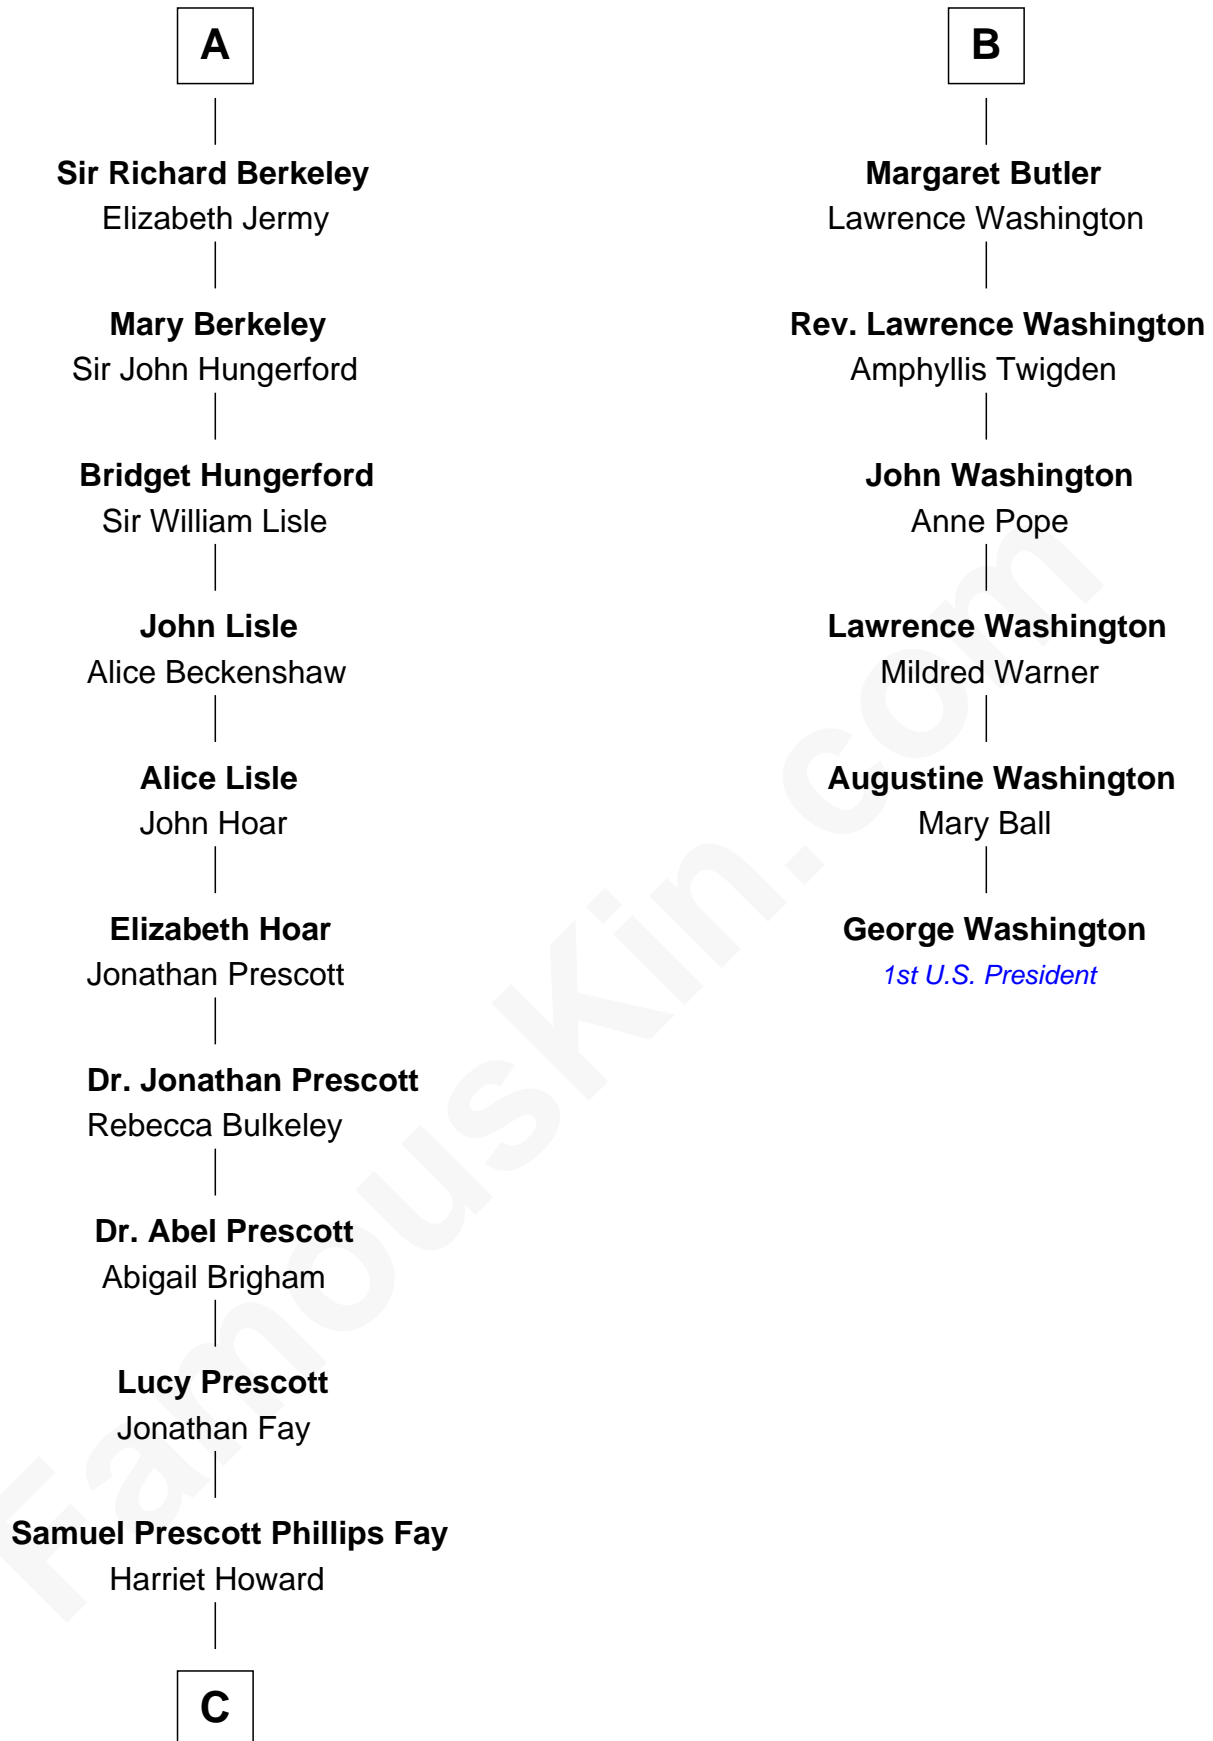 A
Sir Richard Berkeley
Elizabeth Jermy
Mary Berkeley
Sir John Hungerford
Bridget Hungerford
Sir William Lisle
John Lisle
Alice Beckenshaw
Alice Lisle
John Hoar
Elizabeth Hoar
Jonathan Prescott
Dr. Jonathan Prescott
Rebecca Bulkeley
Dr. Abel Prescott
Abigail Brigham
Lucy Prescott
Jonathan Fay
Samuel Prescott Phillips Fay
Harriet Howard
C
B
Margaret Butler
Lawrence Washington
Rev. Lawrence Washington
Amphyllis Twigden
John Washington
Anne Pope
Lawrence Washington
Mildred Warner
Augustine Washington
Mary Ball
George Washington
1st U.S. President
FamousKin.com